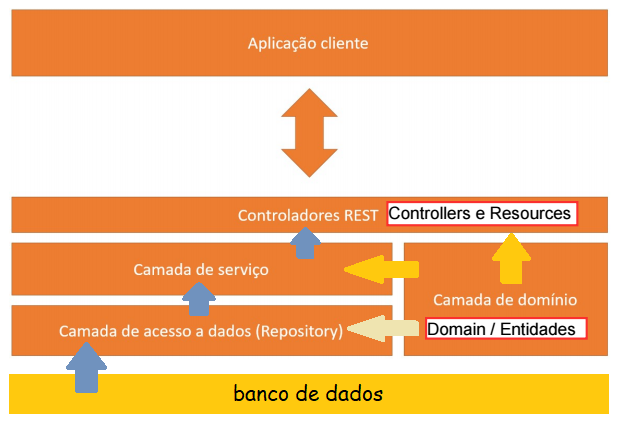 Aplicação cliente
Controladores REST Controllers e Resources
Camada de serviço
Camada de domínio
Domain / Entidades
Camada de acesso a dados (Repository)
banco de dados